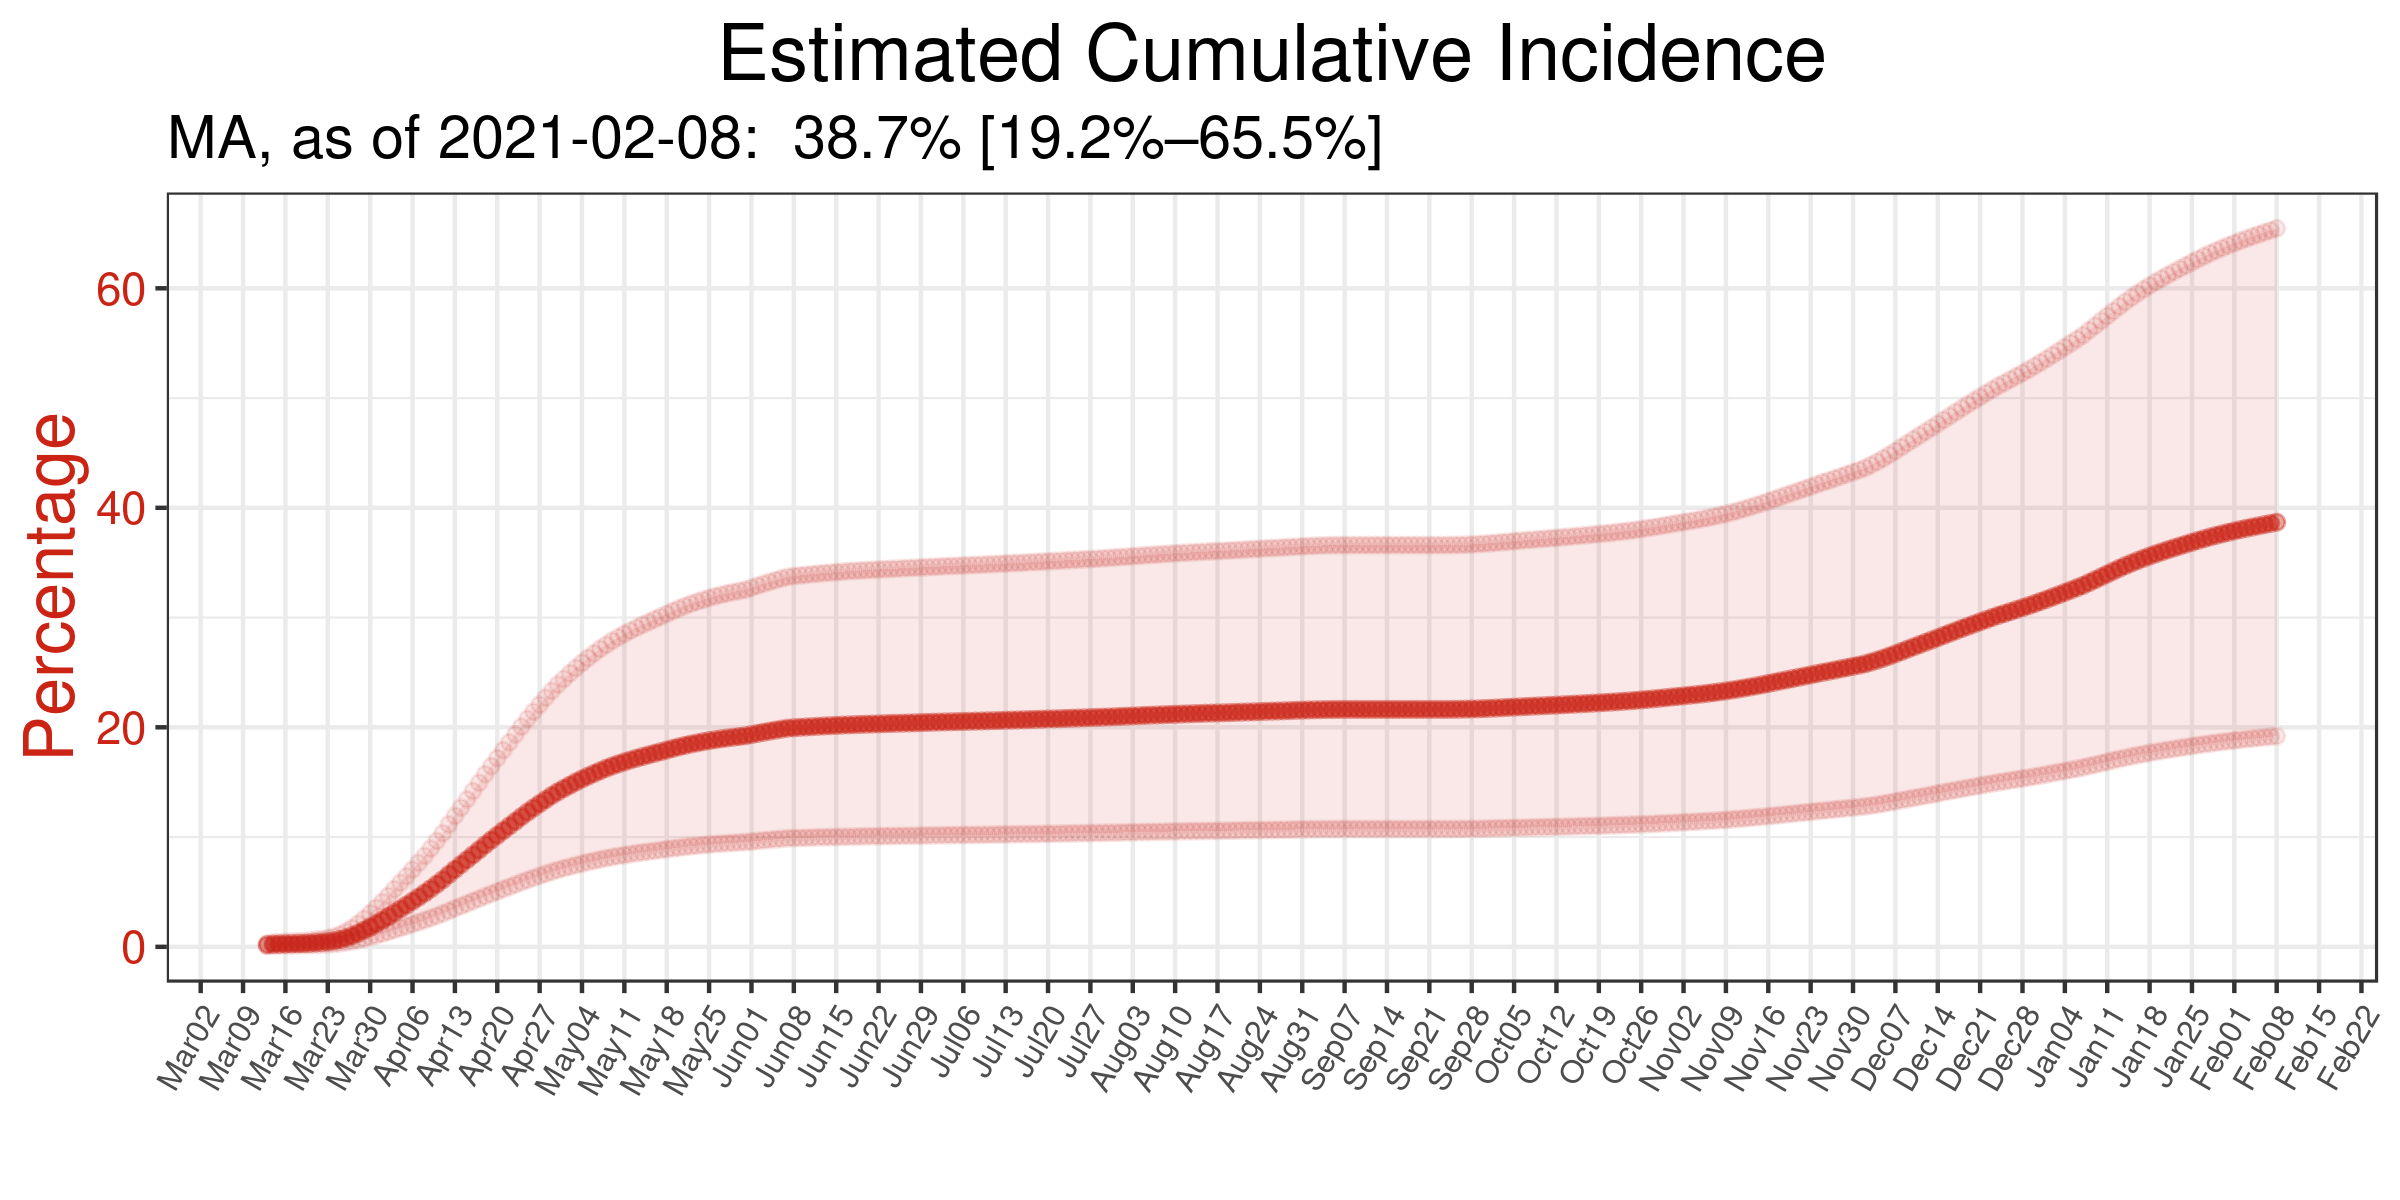 Estimated Cumulative Incidence
MA, as of 2021-02-08:  38.7% [19.2%–65.5%]
Percentage
60
40
20
0
Mar02
Mar09
Mar16
Mar23
Mar30
Apr06
Apr13
Apr20
Apr27
May04
May11
May18
May25
Jun01
Jun08
Jun15
Jun22
Jun29
Jul06
Jul13
Jul20
Jul27
Aug03
Aug10
Aug17
Aug24
Aug31
Sep07
Sep14
Sep21
Sep28
Oct05
Oct12
Oct19
Oct26
Nov02
Nov09
Nov16
Nov23
Nov30
Dec07
Dec14
Dec21
Dec28
Jan04
Jan11
Jan18
Jan25
Feb01
Feb08
Feb15
Feb22